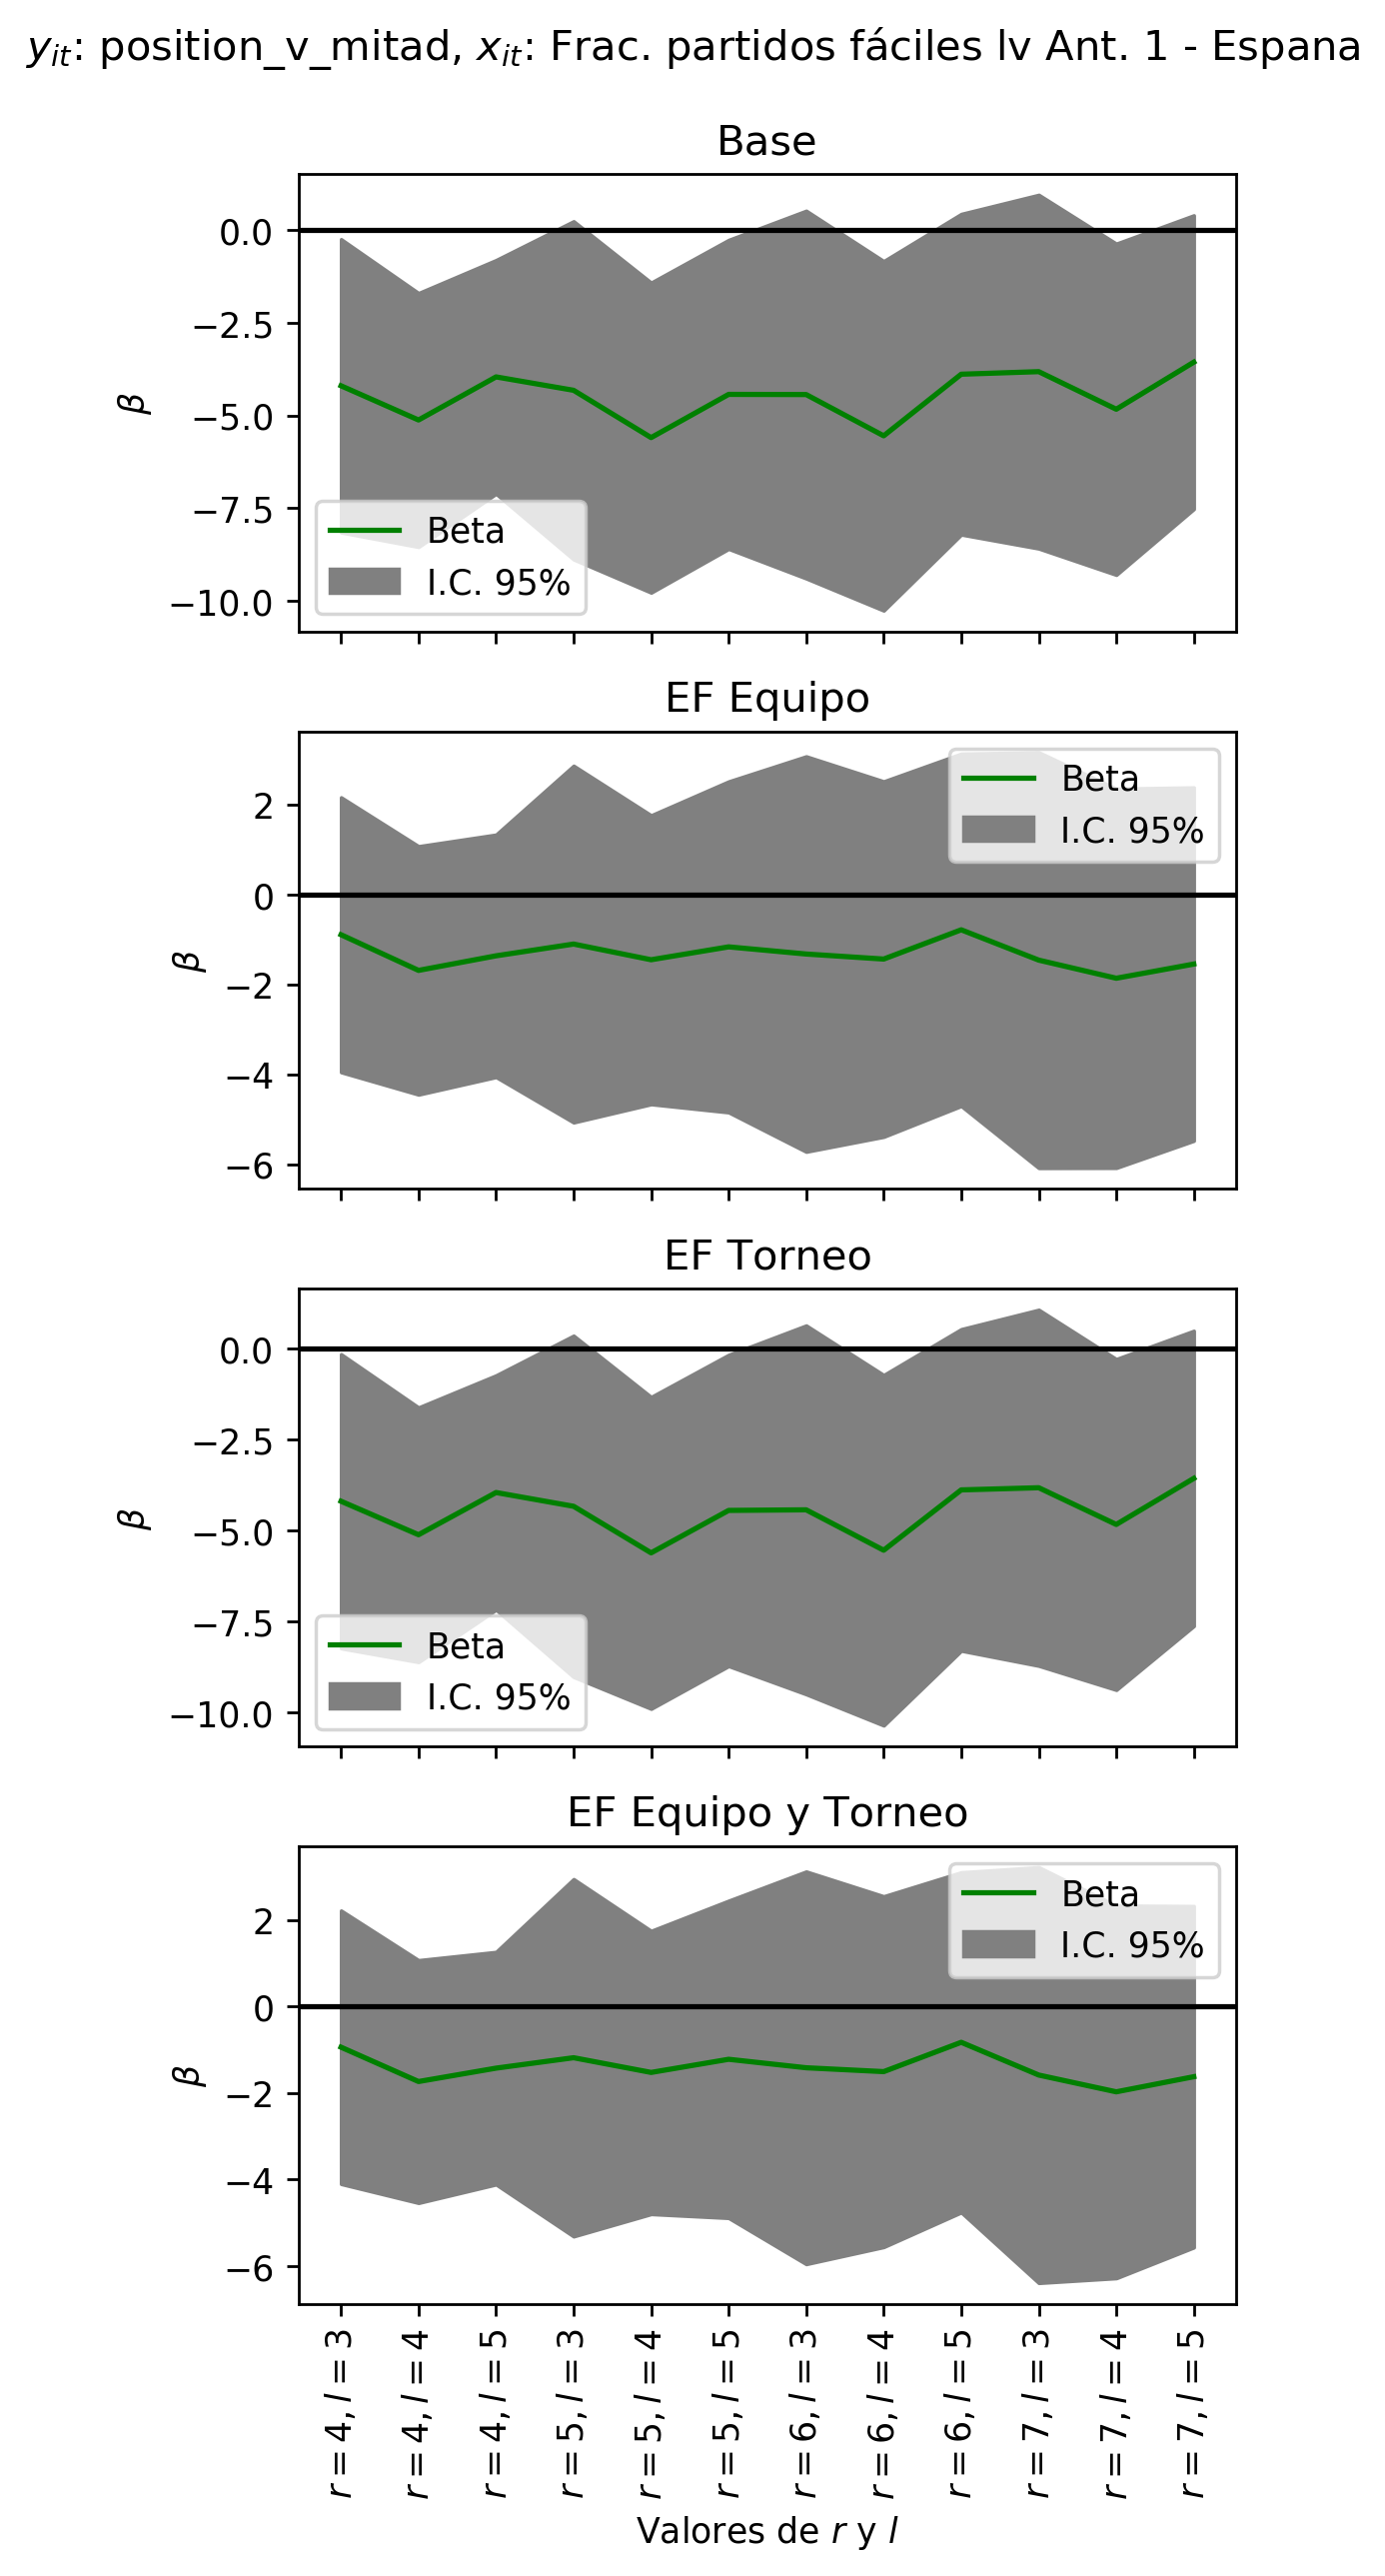 y_it: position_v_mitad, x_it: Frac. partidos fáciles lv Ant. 1 - Espana
Base
0.0
−2.5
−5.0
−7.5
−10.0
β
Beta
I.C. 95%
EF Equipo
2
0
−2
−4
−6
β
Beta
I.C. 95%
EF Torneo
0.0
−2.5
−5.0
−7.5
−10.0
β
Beta
I.C. 95%
EF Equipo y Torneo
2
0
−2
−4
−6
β
Beta
I.C. 95%
r = 4, l = 3
r = 4, l = 4
r = 4, l = 5
r = 5, l = 3
r = 5, l = 4
r = 5, l = 5
r = 6, l = 3
r = 6, l = 4
r = 6, l = 5
r = 7, l = 3
r = 7, l = 4
r = 7, l = 5
Valores de r y l